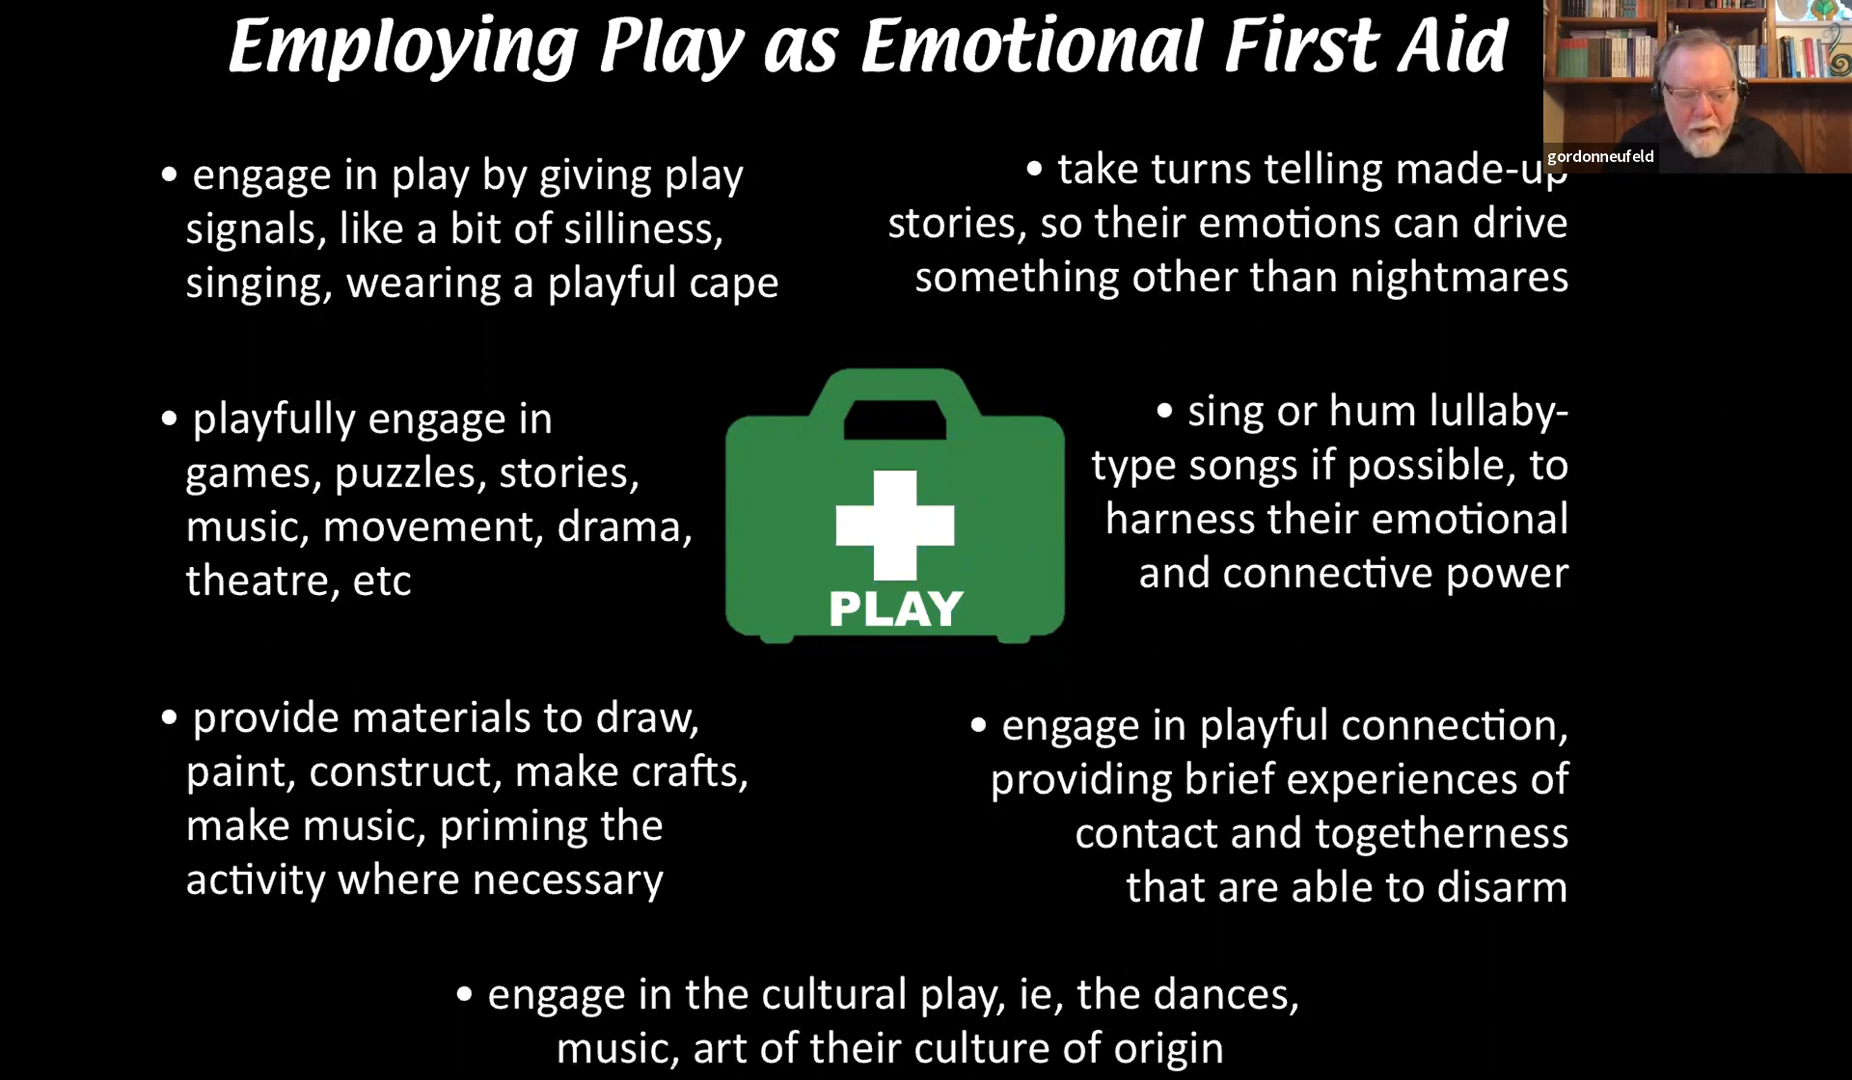 Employing Play as Emotional First Aid
gordonneufeld
• engage in play by giving play
signals, like a bit of silliness,
singing, wearing a playful cape
• take turns telling made-up
stories, so their emotions can drive
something other than nightmares
• playfully engage in
games, puzzles, stories,
music, movement, drama,
theatre, etc
PLAY
• sing or hum lullaby-
type songs if possible, to
harness their emotional
and connective power
• provide materials to draw,
paint, construct, make crafts,
make music, priming the
activity where necessary
• engage in playful connection,
providing brief experiences of
contact and togetherness
that are able to disarm
• engage in the cultural play, ie, the dances,
music, art of their culture of origin